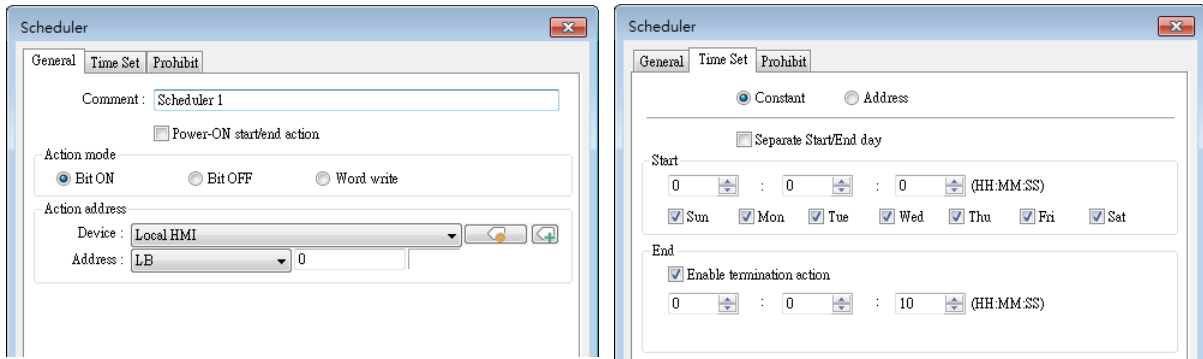 Scheduler
General Time Set Prohibit
Comment : Scheduler 1
Power-ON start/end action
Action mode
Bit ON Bit OFF Word write
Action address
Device : Local HMI
Address : LB 0
Scheduler
General Time Set Prohibit
Constant Address
Separate Start/End day
Start
0 : 0 : 0 (HH:MM:SS)
Sun Mon Tue Wed Thu Fri Sat
End
Enable termination action
0 : 0 : 10 (HH:MM:SS)